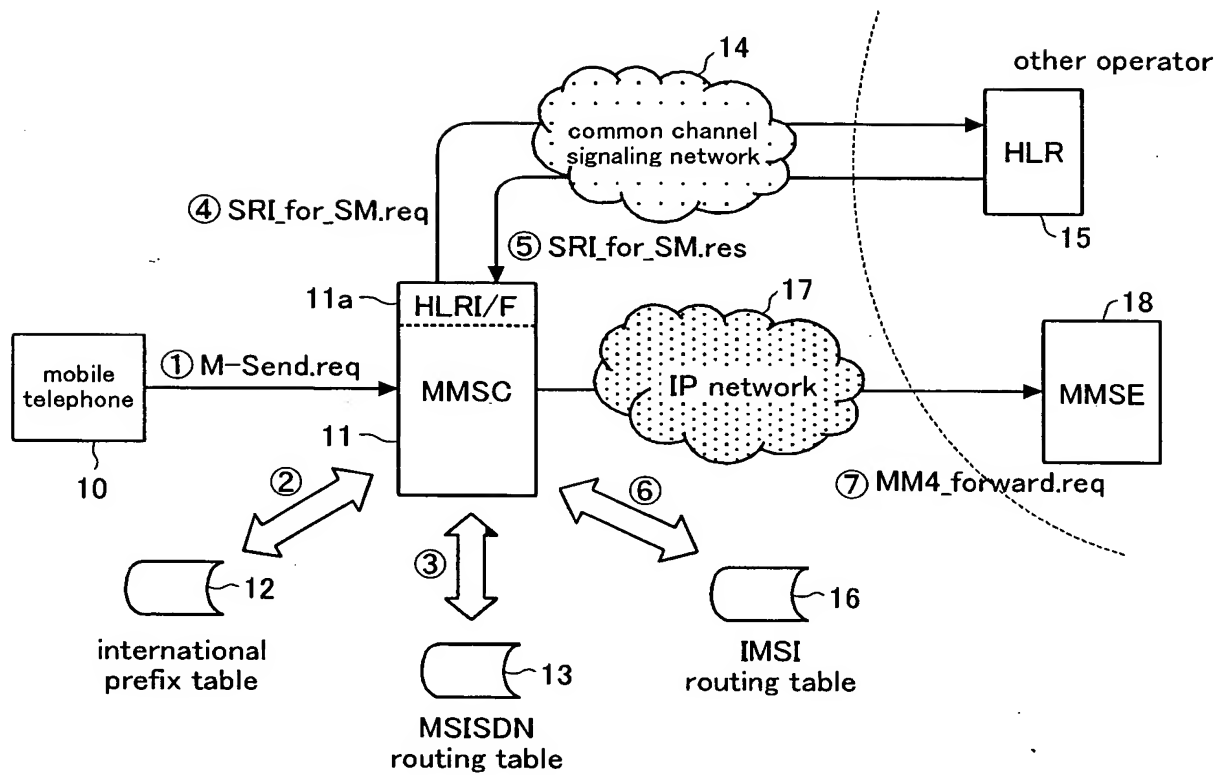 14
other operator
common channel
signaling network
HLR
④ SRI_for_SM.req
15
⑤ SRI_for_SM.res
11a
HLRI/F
17
18
mobile
telephone
① M-Send.req
MMSC
IP network
MMSE
11
10
②
⑥
⑦ MM4_forward.req
③
12
16
international
prefix table
13
IMSI
routing table
MSISDN
routing table